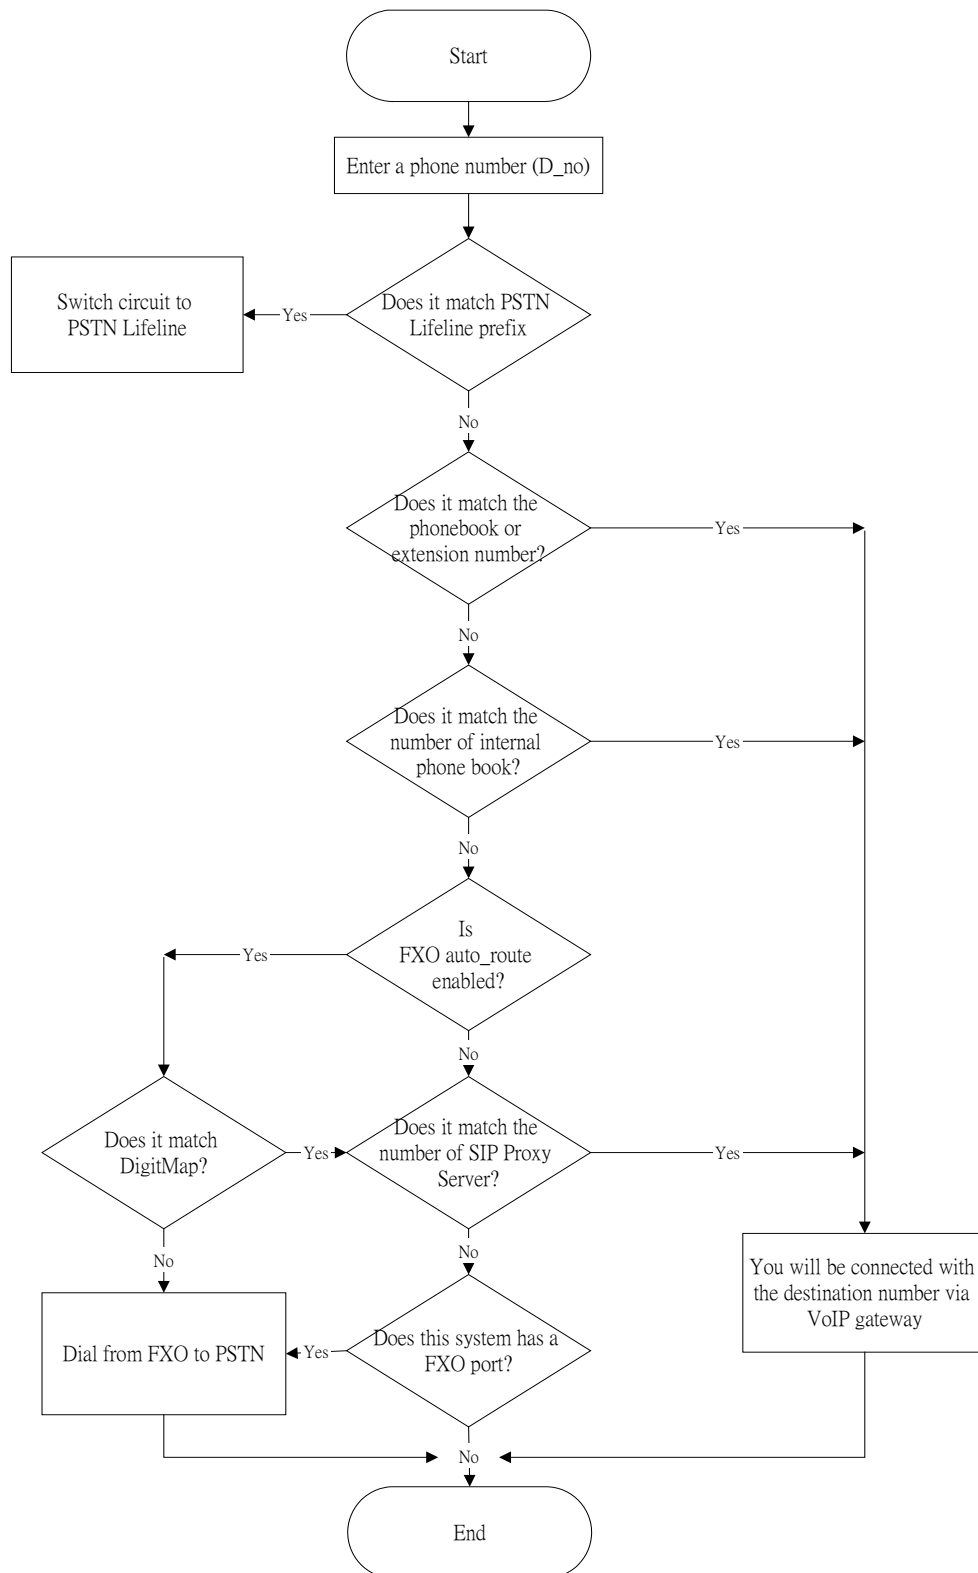 Start
Enter a phone number (D_no)
Does it match PSTN
Lifeline prefix
Yes
Switch circuit to
PSTN Lifeline
No
Does it match the
phonebook or
extension number?
Yes
No
Does it match the
number of internal
phone book?
Yes
No
Is
FXO auto_route
enabled?
Yes
No
Does it match
DigitMap?
Yes
Does it match the
number of SIP Proxy
Server?
Yes
No
No
You will be connected with
the destination number via
VoIP gateway
Dial from FXO to PSTN
Yes
Does this system has a
FXO port?
No
End